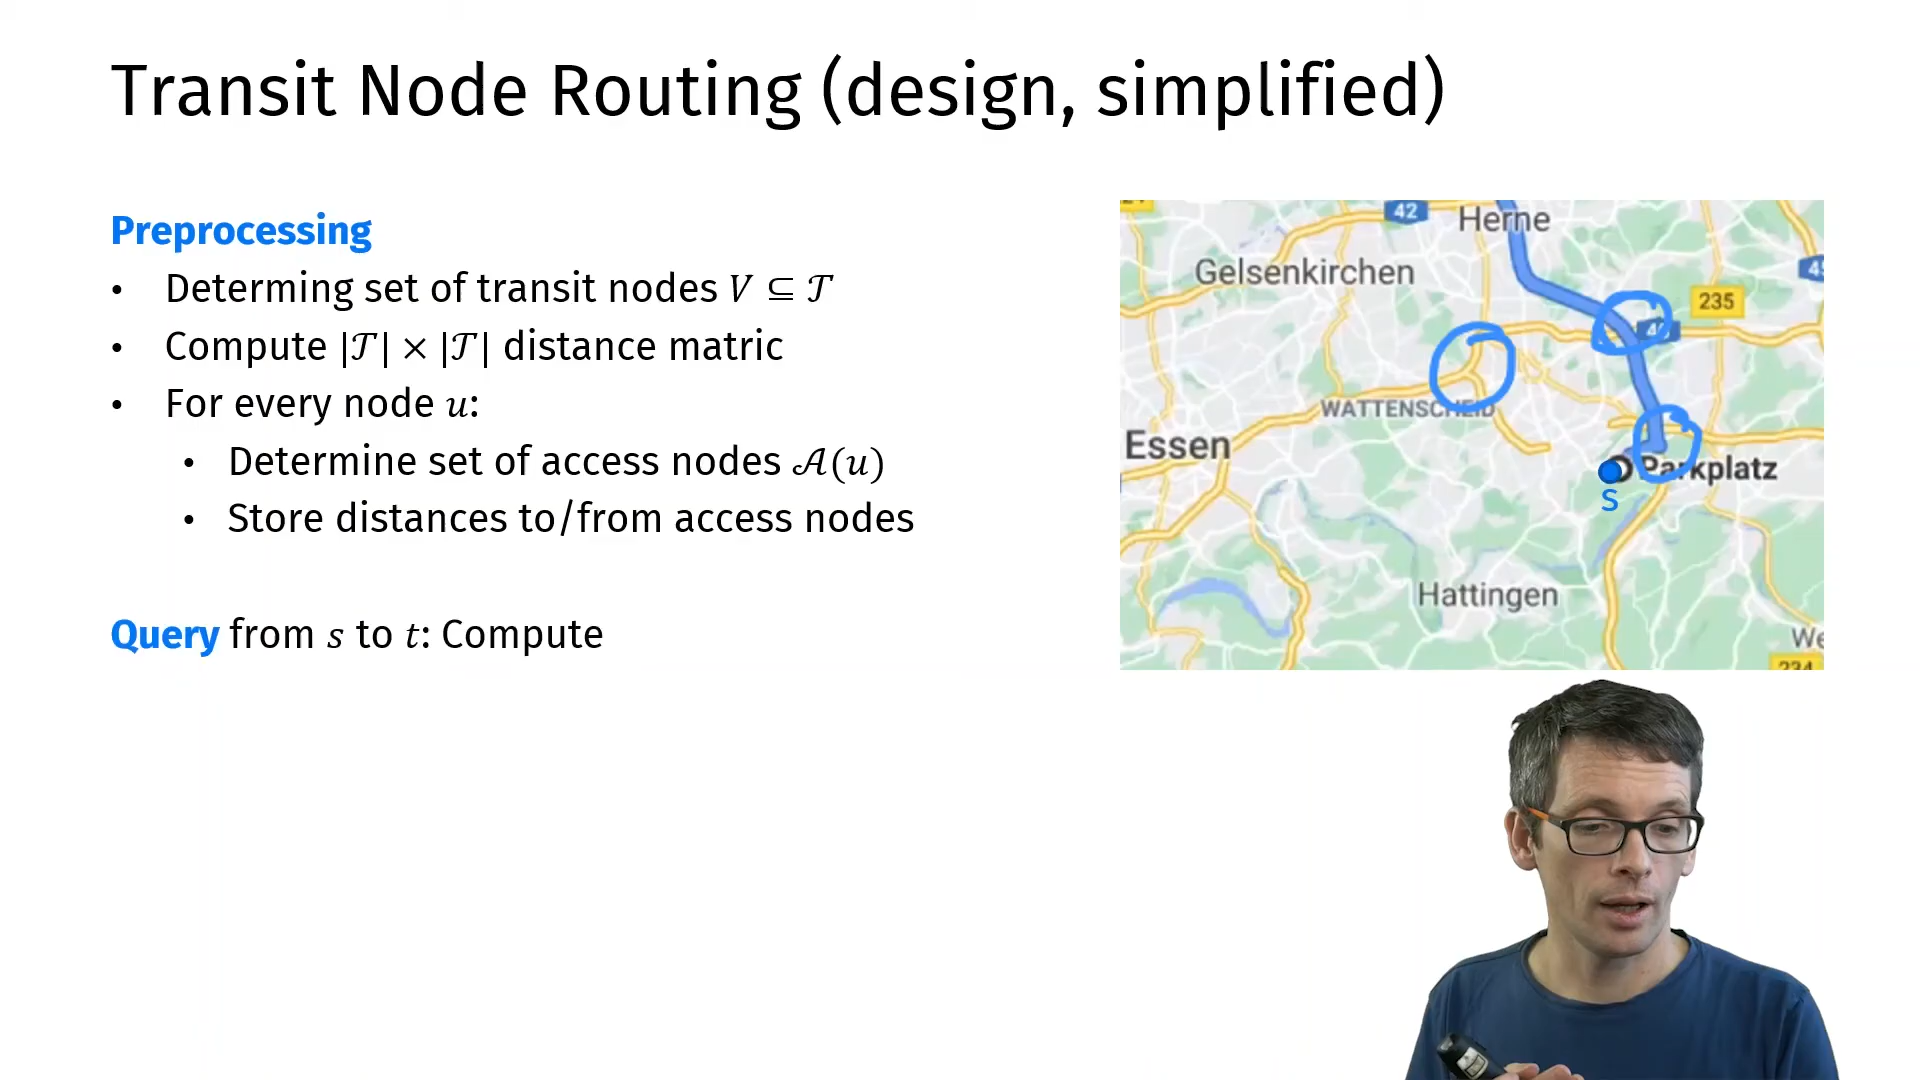 Transit Node Routing (design, simplified)
Preprocessing
• Determing set of transit nodes V ⊆ 𝒯
• Compute |𝒯| × |𝒯| distance matric
• For every node u:
• Determine set of access nodes 𝒜(u)
• Store distances to/from access nodes
Query from s to t: Compute
42
Herne
Gelsenkirchen
235
WATTENSCHEID
Essen
Parkplatz
s
Hattingen
234